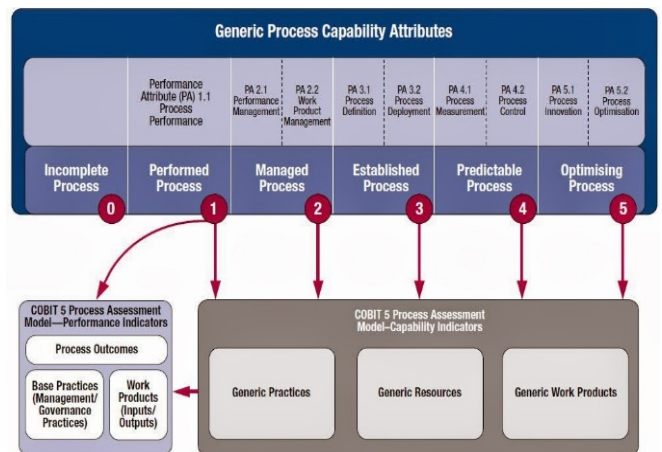 Generic Process Capability Attributes
Performance
Attribute (PA) 1.1
Process
Performance
PA 2.1
Performance
Management
PA 2.2
Work
Product
Management
PA 3.1
Process
Definition
PA 3.2
Process
Deployment
PA 4.1
Process
Measurement
PA 4.2
Process
Control
PA 5.1
Process
Innovation
PA 5.2
Process
Optimisation
Incomplete
Process
0
Performed
Process
1
Managed
Process
2
Established
Process
3
Predictable
Process
4
Optimising
Process
5
COBIT 5 Process Assessment
Model—Performance Indicators
Process Outcomes
Base Practices
(Management/
Governance
Practices)
Work
Products
(Inputs/
Outputs)
COBIT 5 Process Assessment
Model–Capability Indicators
Generic Practices
Generic Resources
Generic Work Products